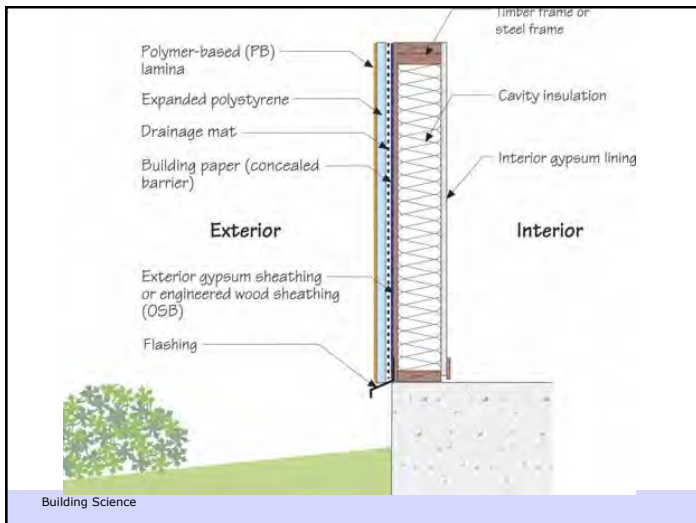 Timber frame or
steel frame
Polymer-based (PB)
lamina
Expanded polystyrene
Cavity insulation
Drainage mat
Building paper (concealed
barrier)
Interior gypsum lining
Exterior
Interior
Exterior gypsum sheathing
or engineered wood sheathing
(OSB)
Flashing
Building Science